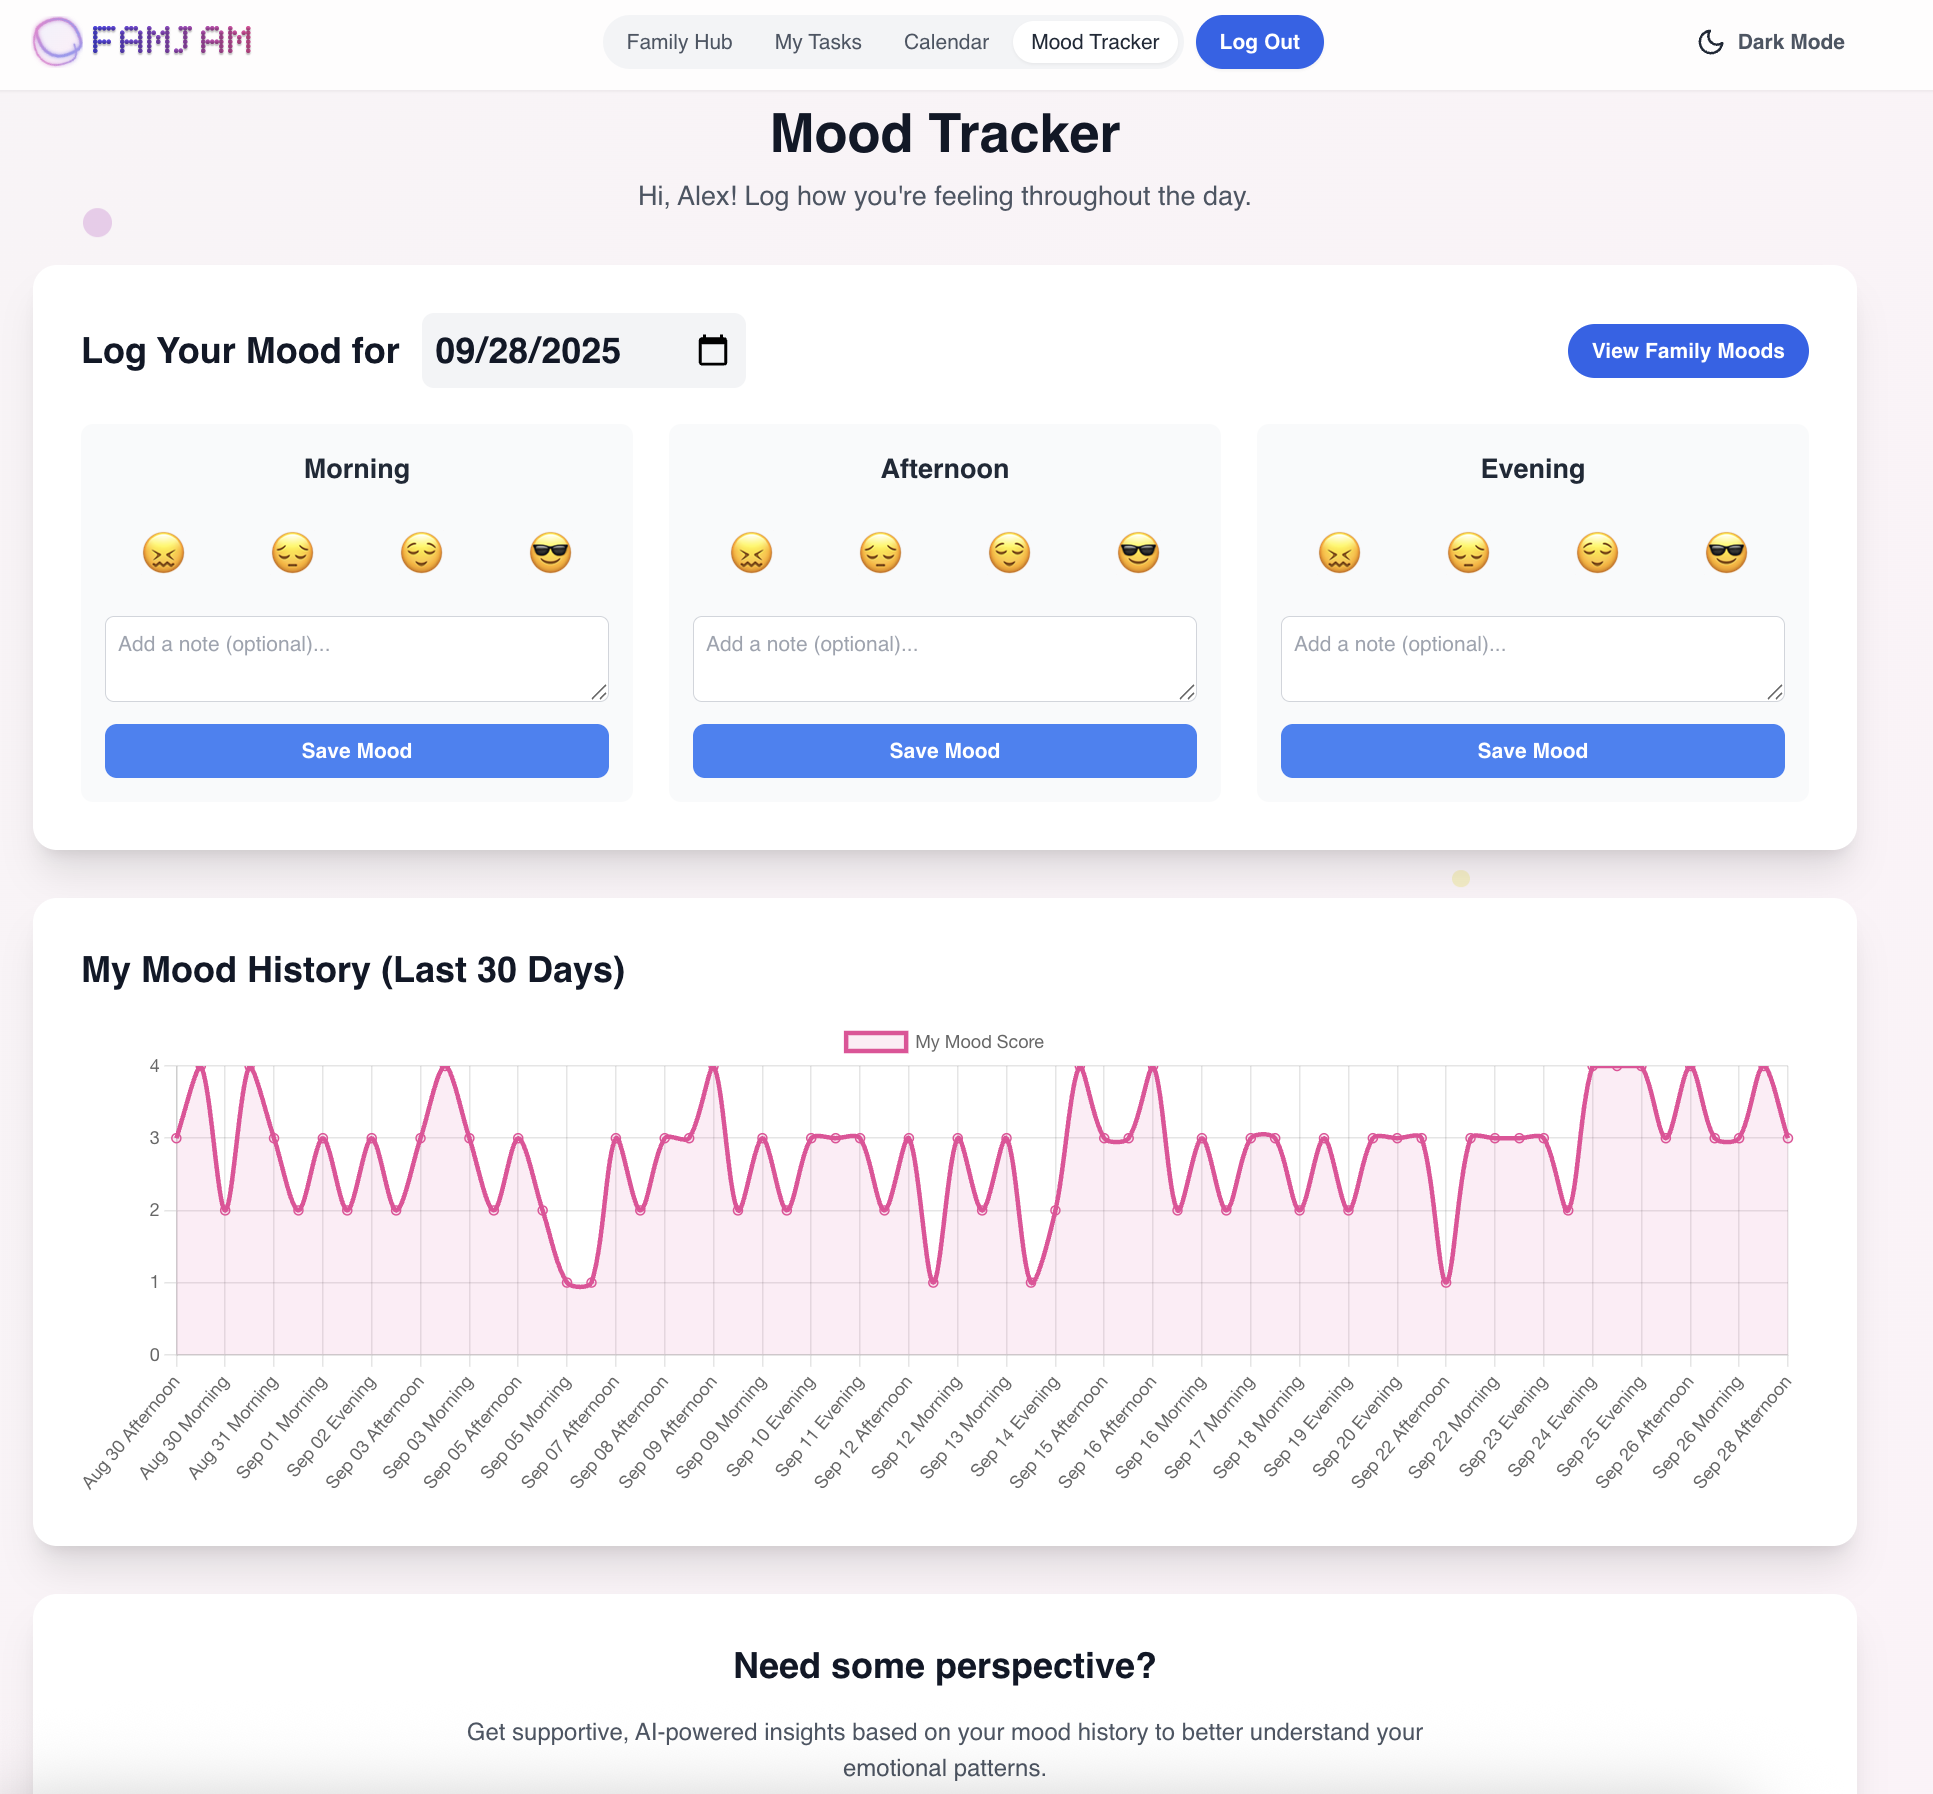 FAMJAM
Family Hub My Tasks Calendar Mood Tracker Log Out Dark Mode
Mood Tracker
Hi, Alex! Log how you're feeling throughout the day.
Log Your Mood for 09/28/2025 View Family Moods
Morning Afternoon Evening
Add a note (optional)... Add a note (optional)... Add a note (optional)...
Save Mood Save Mood Save Mood
My Mood History (Last 30 Days)
My Mood Score
4
3
2
1
0
Aug 30 Afternoon
Aug 30 Morning
Aug 31 Morning
Sep 01 Morning
Sep 02 Evening
Sep 03 Afternoon
Sep 03 Morning
Sep 05 Afternoon
Sep 05 Morning
Sep 07 Afternoon
Sep 08 Afternoon
Sep 09 Afternoon
Sep 09 Morning
Sep 10 Evening
Sep 11 Evening
Sep 12 Afternoon
Sep 12 Morning
Sep 13 Morning
Sep 14 Evening
Sep 15 Afternoon
Sep 16 Afternoon
Sep 16 Morning
Sep 17 Morning
Sep 18 Morning
Sep 19 Evening
Sep 20 Evening
Sep 22 Afternoon
Sep 22 Morning
Sep 23 Evening
Sep 24 Evening
Sep 25 Evening
Sep 26 Afternoon
Sep 26 Morning
Sep 28 Afternoon
Need some perspective?
Get supportive, AI-powered insights based on your mood history to better understand your
emotional patterns.